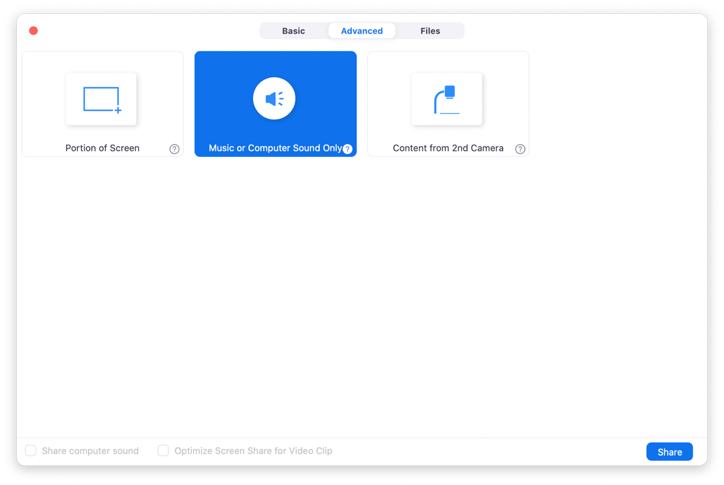 Basic
Advanced
Files
Portion of Screen
?
Music or Computer Sound Only
?
Content from 2nd Camera
?
Share computer sound
Optimize Screen Share for Video Clip
Share